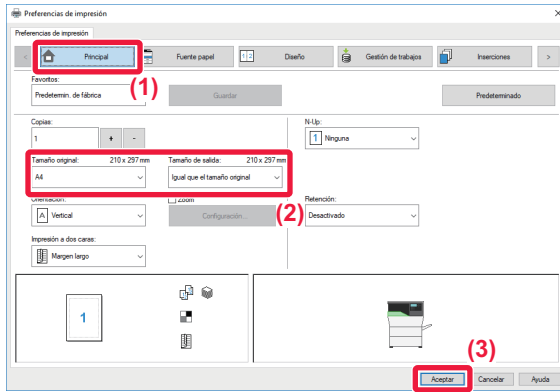 Preferencias de impresión
Preferencias de impresión
Principal Fuente papel 1 2 Diseño Gestión de trabajos Inserciones
Favoritos:
(1)
Predetermin. de fábrica Guardar Predeterminado
Copias: N-Up:
1 + - 1 Ninguna
Tamaño original: 210 x 297 mm Tamaño de salida: 210 x 297 mm
A4 Igual que el tamaño original
Orientación: Zoom Retención:
(2)
A Vertical Configuración... Desactivado
Impresión a dos caras:
Margen largo
1
(3)
Aceptar Cancelar Ayuda